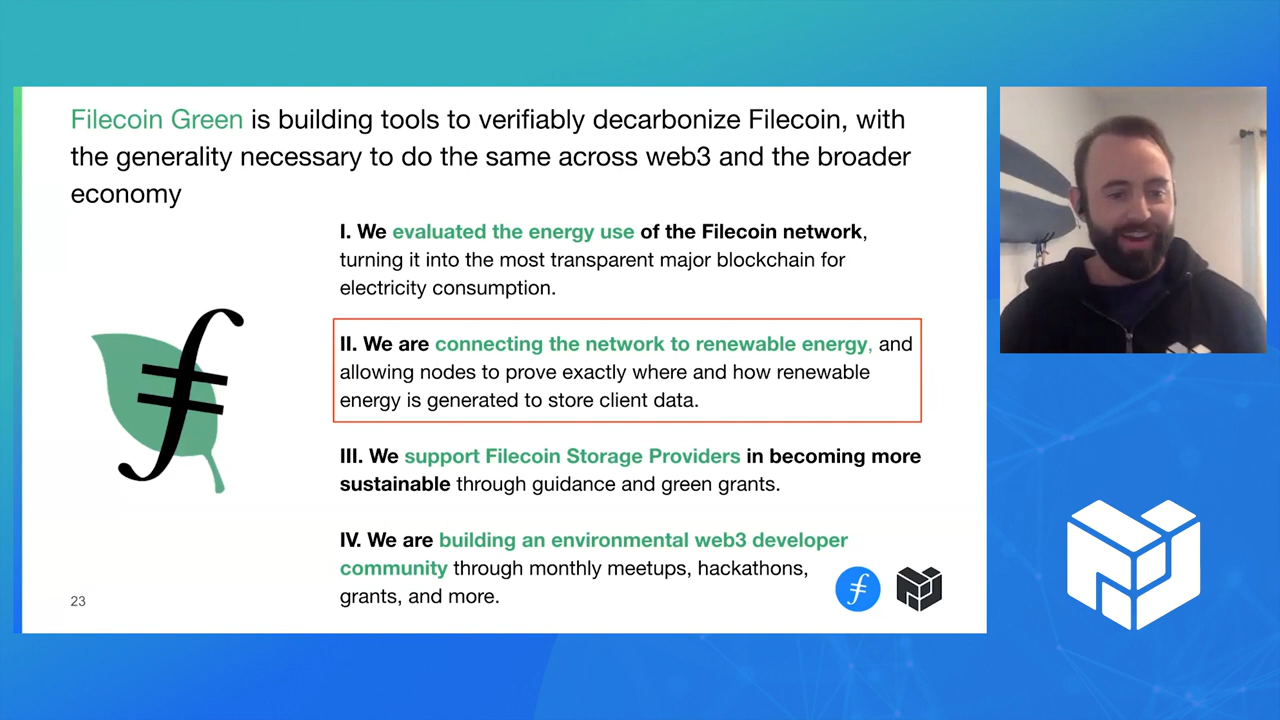 Filecoin Green is building tools to verifiably decarbonize Filecoin, with
the generality necessary to do the same across web3 and the broader
economy
I. We evaluated the energy use of the Filecoin network,
turning it into the most transparent major blockchain for
electricity consumption.
II. We are connecting the network to renewable energy, and
allowing nodes to prove exactly where and how renewable
energy is generated to store client data.
III. We support Filecoin Storage Providers in becoming more
sustainable through guidance and green grants.
IV. We are building an environmental web3 developer
community through monthly meetups, hackathons,
grants, and more.
23